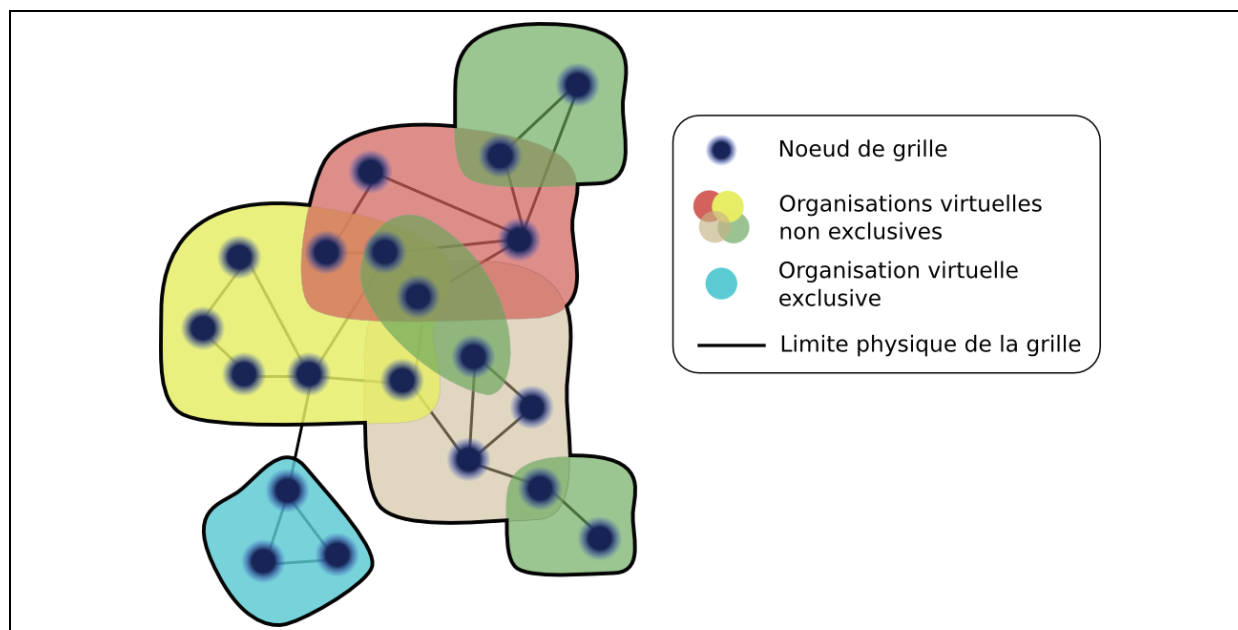 Noeud de grille
Organisations virtuelles
non exclusives
Organisation virtuelle
exclusive
Limite physique de la grille